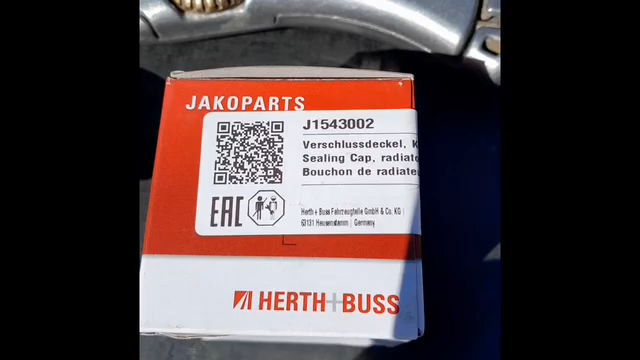 JAKOPARTS
J1543002
Verschlussdeckel, K
Sealing Cap, radiato
Bouchon de radiate
EAC
Herth + Buss Fahrzeugteile GmbH & Co. KG |
63131 Heusenstamm | Germany
HERTH+BUSS